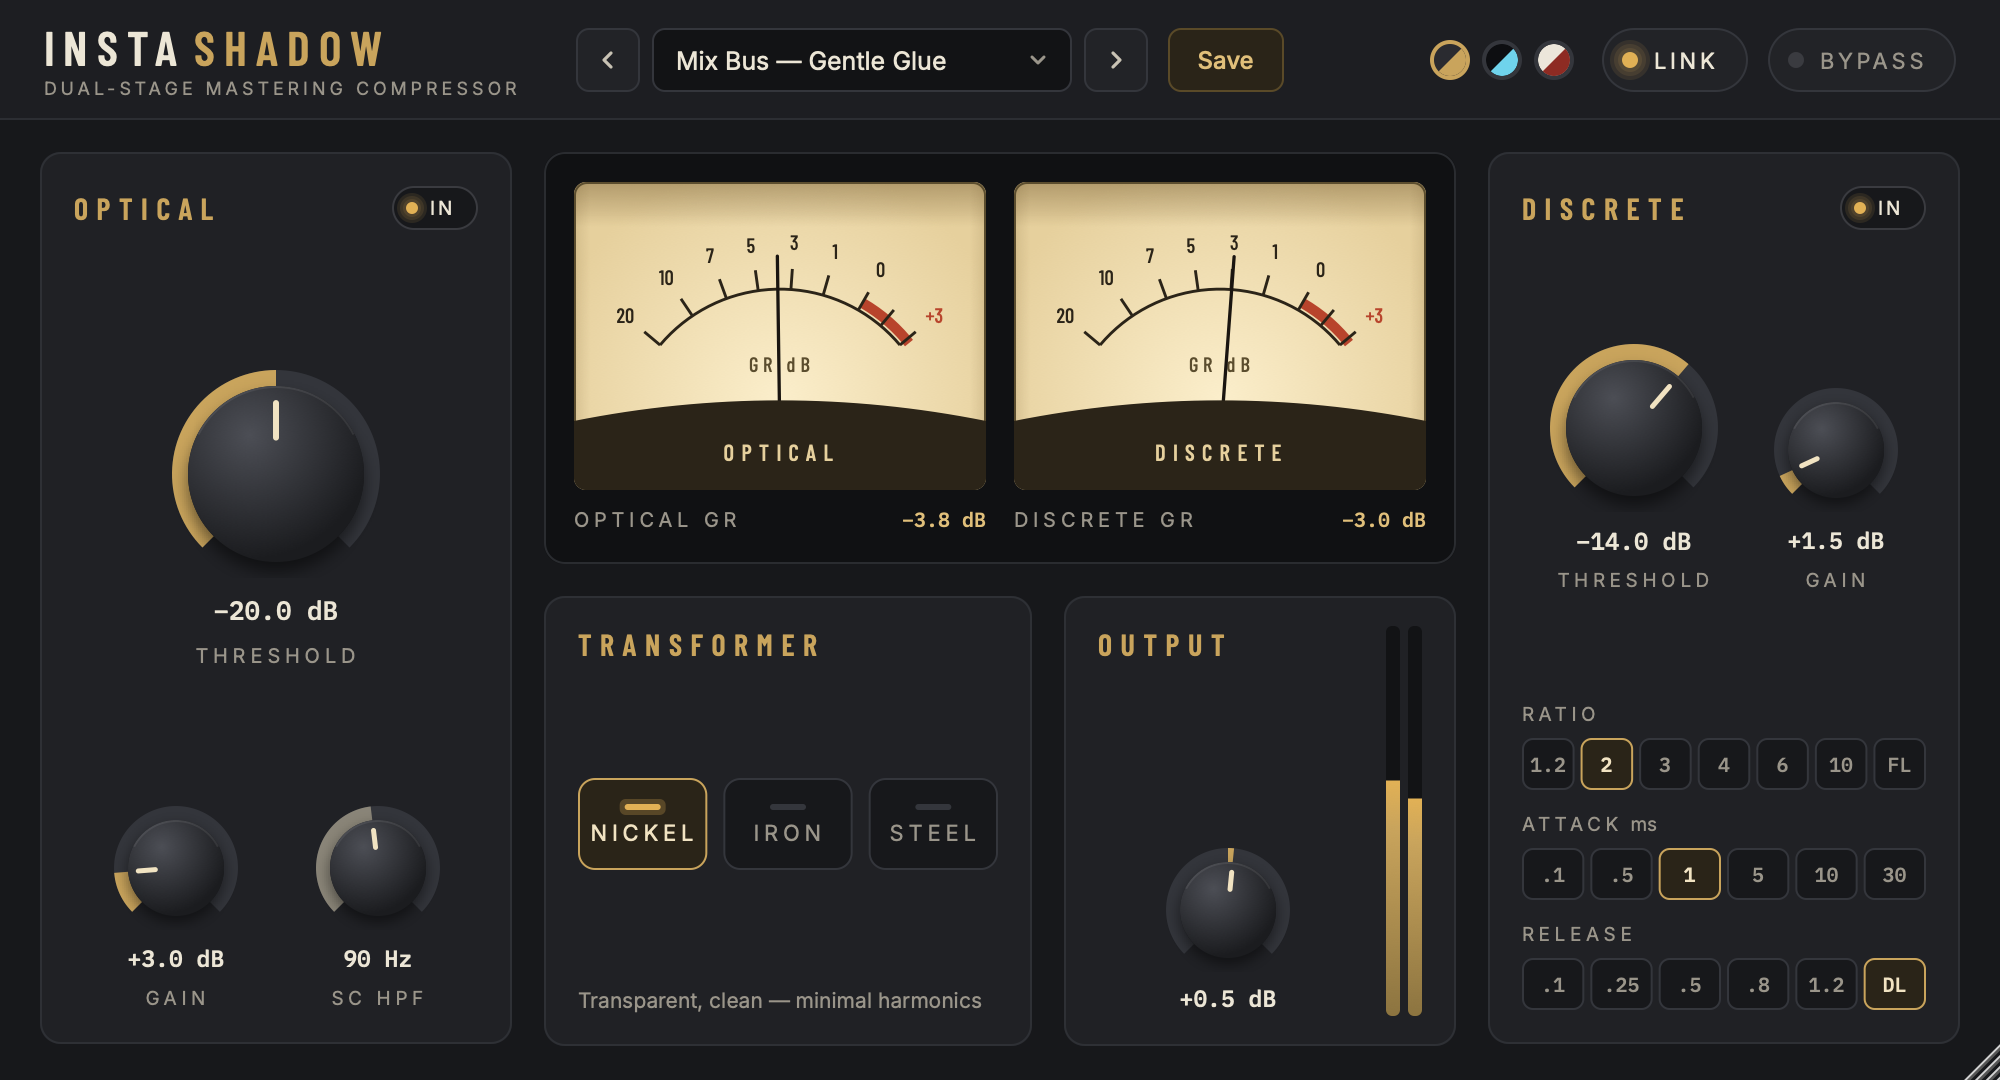 INSTA SHADOW
DUAL-STAGE MASTERING COMPRESSOR
Mix Bus — Gentle Glue
Save
LINK
BYPASS
OPTICAL
IN
−20.0 dB
THRESHOLD
+3.0 dB
GAIN
90 Hz
SC HPF
20 10 7 5 3 1 0 +3
GR dB
OPTICAL
OPTICAL GR −3.8 dB
20 10 7 5 3 1 0 +3
GR dB
DISCRETE
DISCRETE GR −3.0 dB
TRANSFORMER
NICKEL IRON STEEL
Transparent, clean — minimal harmonics
OUTPUT
+0.5 dB
DISCRETE
IN
−14.0 dB
THRESHOLD
+1.5 dB
GAIN
RATIO
1.2 2 3 4 6 10 FL
ATTACK ms
.1 .5 1 5 10 30
RELEASE
.1 .25 .5 .8 1.2 DL